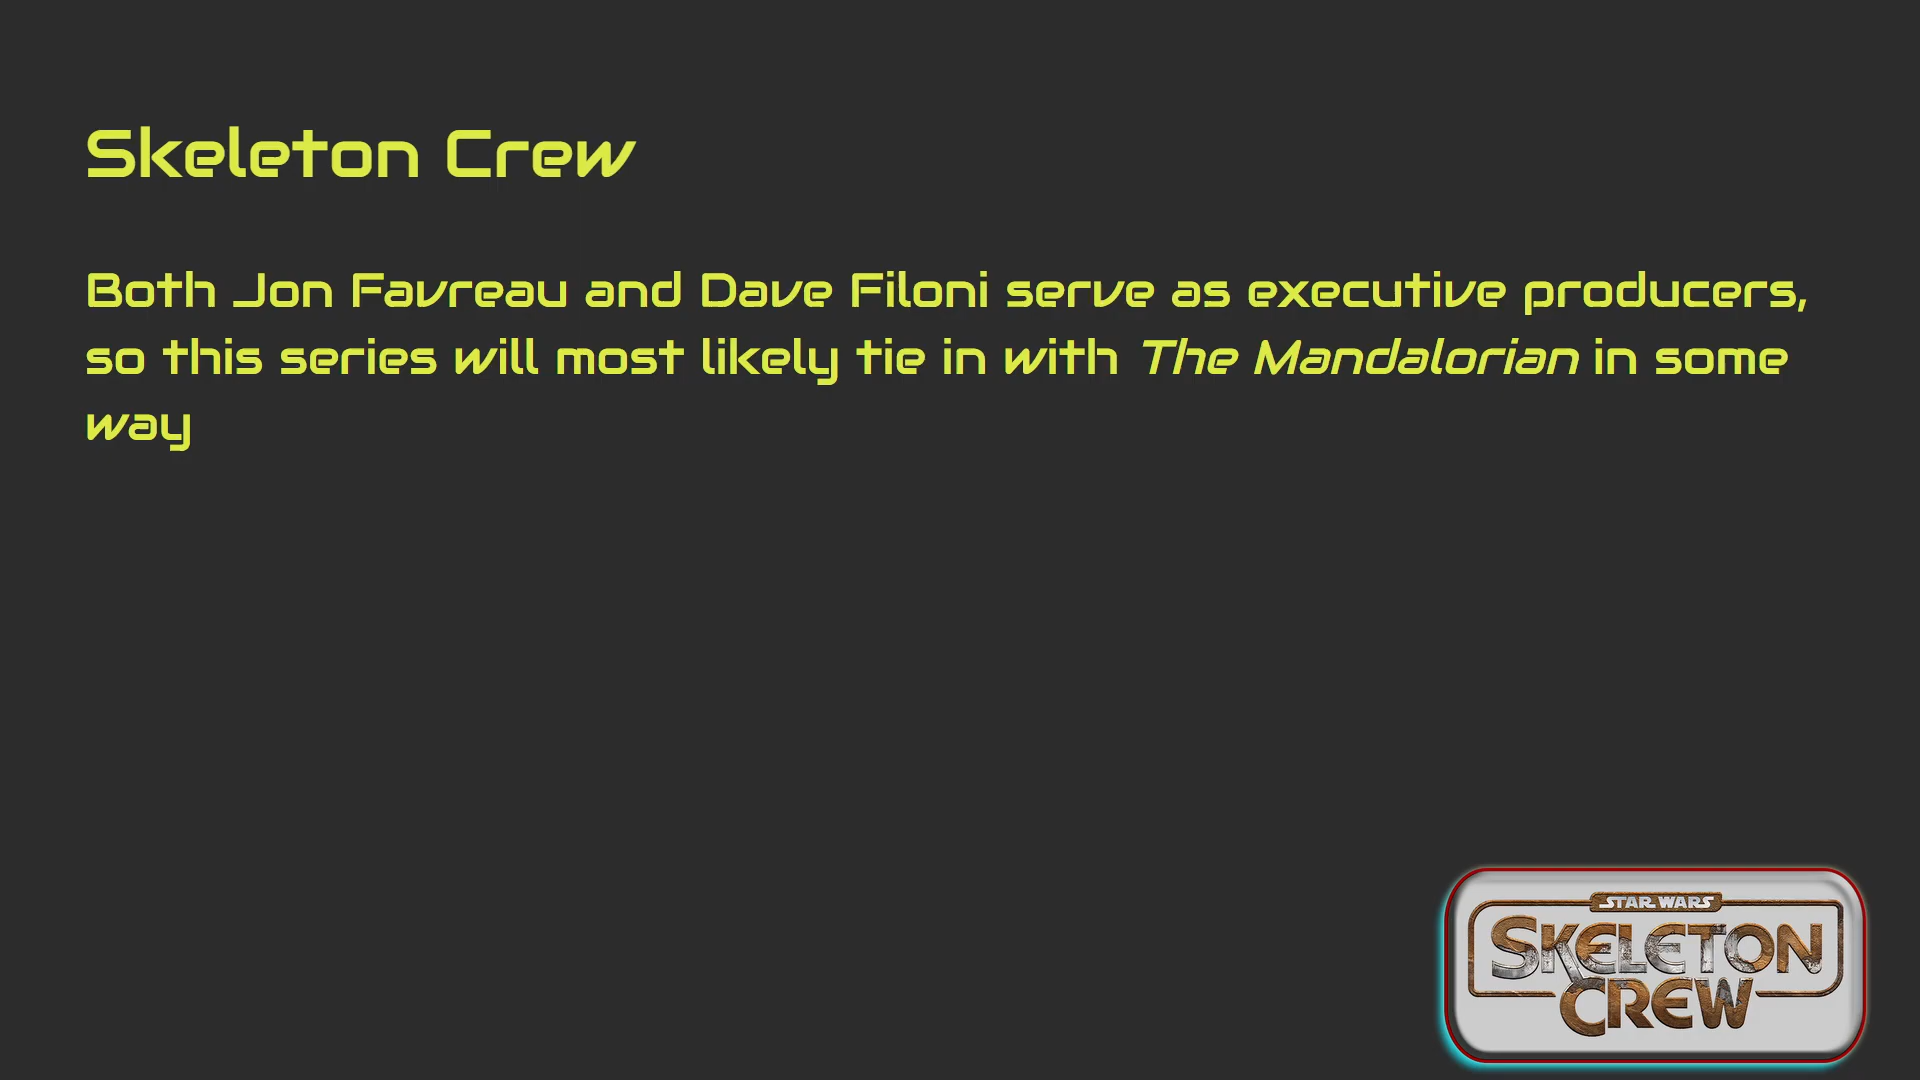 Skeleton Crew
Both Jon Favreau and Dave Filoni serve as executive producers,
so this series will most likely tie in with The Mandalorian in some
way
STAR WARS
SKELETON
CREW